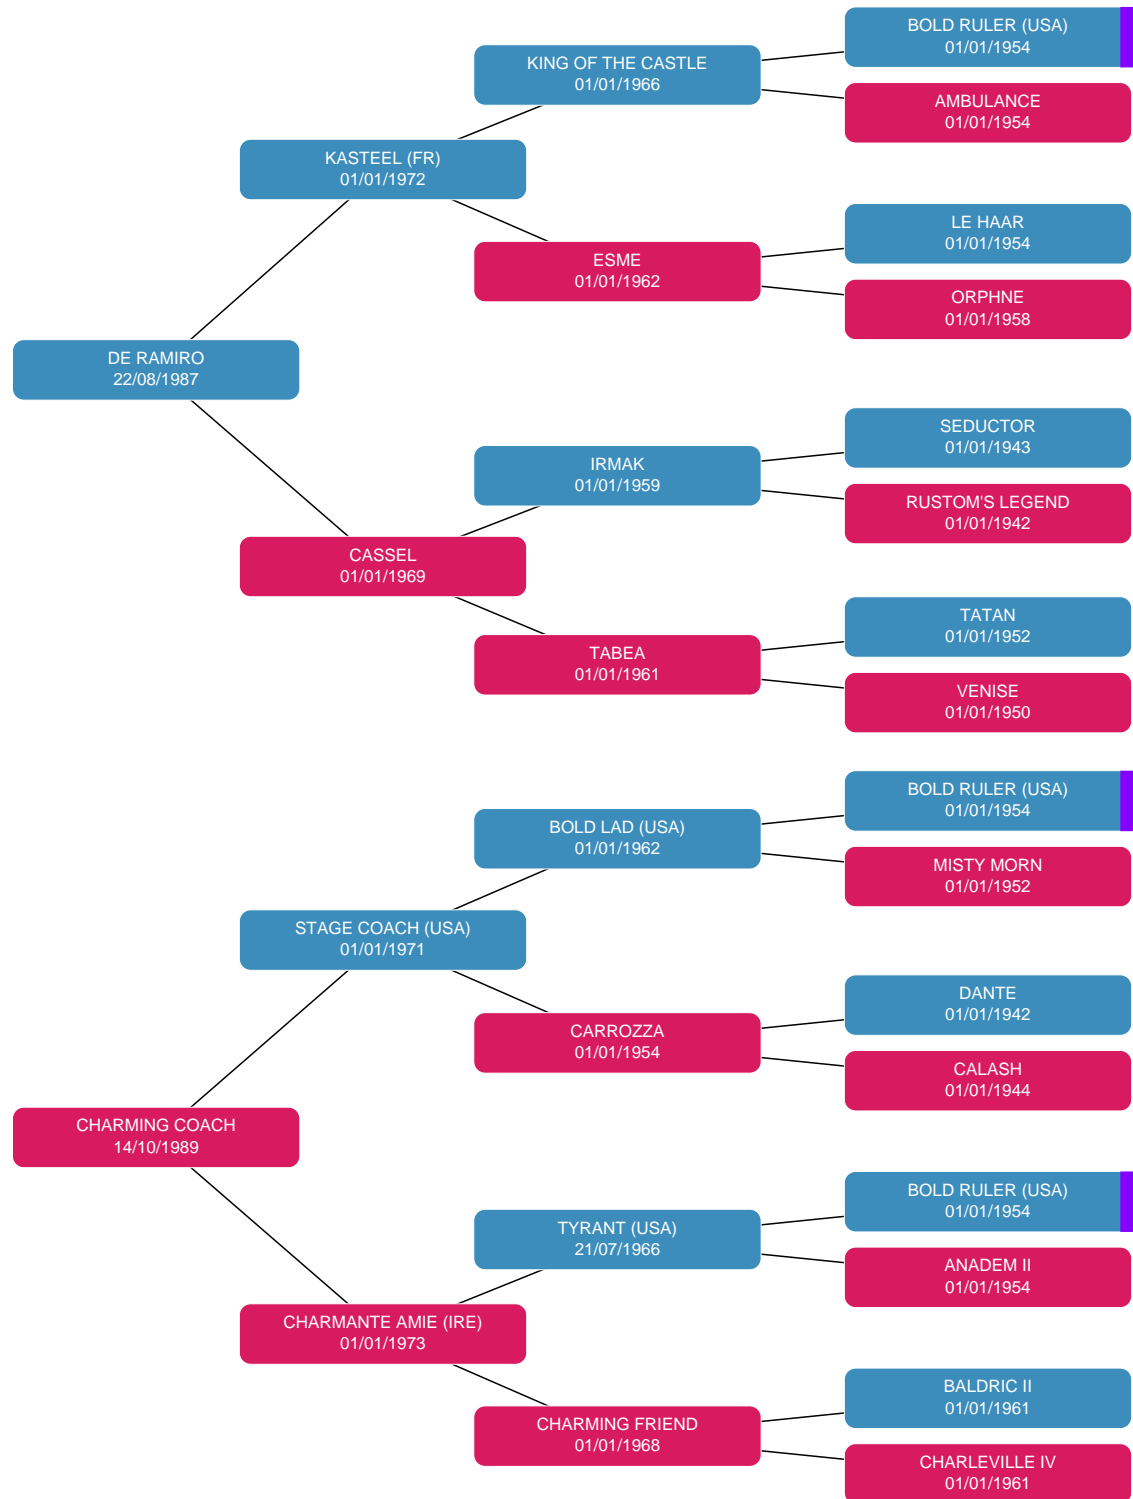 BOLD RULER (USA)
01/01/1954
KING OF THE CASTLE
01/01/1966
AMBULANCE
01/01/1954
KASTEEL (FR)
01/01/1972
LE HAAR
01/01/1954
ESME
01/01/1962
ORPHNE
01/01/1958
DE RAMIRO
22/08/1987
SEDUCTOR
01/01/1943
IRMAK
01/01/1959
RUSTOM'S LEGEND
01/01/1942
CASSEL
01/01/1969
TATAN
01/01/1952
TABEA
01/01/1961
VENISE
01/01/1950
BOLD RULER (USA)
01/01/1954
BOLD LAD (USA)
01/01/1962
MISTY MORN
01/01/1952
STAGE COACH (USA)
01/01/1971
DANTE
01/01/1942
CARROZZA
01/01/1954
CALASH
01/01/1944
CHARMING COACH
14/10/1989
BOLD RULER (USA)
01/01/1954
TYRANT (USA)
21/07/1966
ANADEM II
01/01/1954
CHARMANTE AMIE (IRE)
01/01/1973
BALDRIC II
01/01/1961
CHARMING FRIEND
01/01/1968
CHARLEVILLE IV
01/01/1961